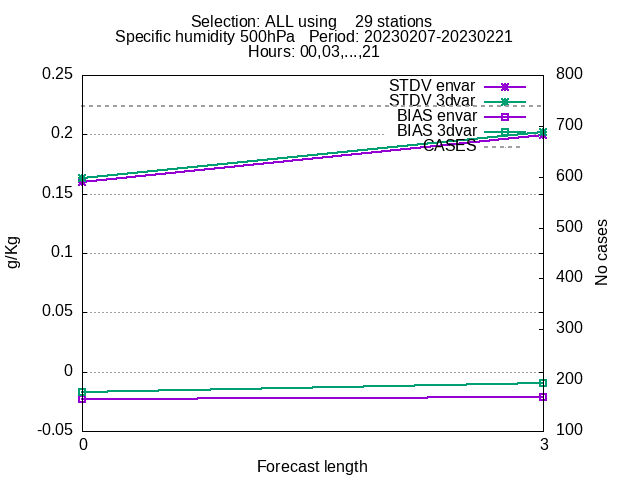 Selection: ALL using    29 stations
Specific humidity 500hPa   Period: 20230207-20230221
Hours: 00,03,...,21
0.25
0.2
0.15
0.1
0.05
0
-0.05
g/Kg
STDV envar
STDV 3dvar
BIAS envar
BIAS 3dvar
CASES
800
700
600
500
400
300
200
100
No cases
0
3
Forecast length